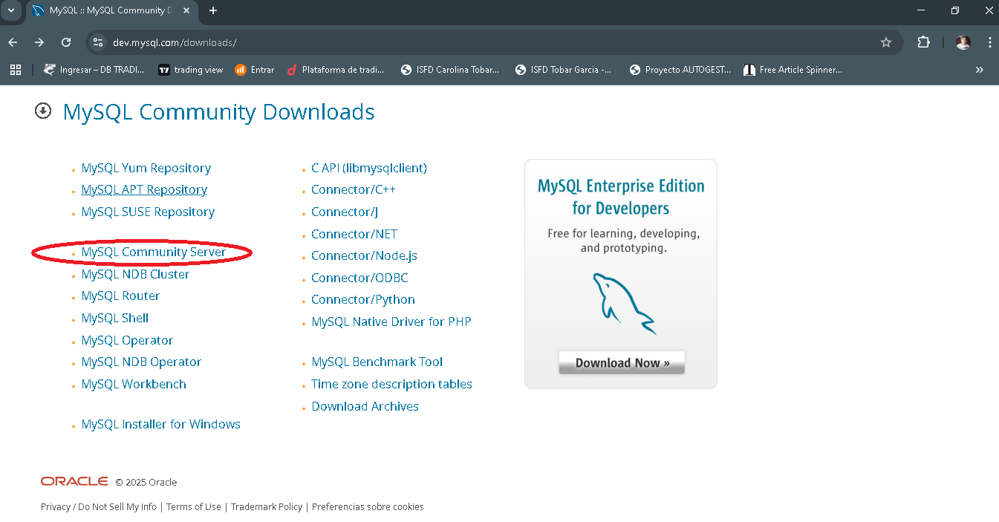 MySQL :: MySQL Community D
dev.mysql.com/downloads/
Ingresar – DB TRADI...
trading view
Entrar
Plataforma de tradi...
ISFD Carolina Tobar...
ISFD Tobar Garcia -...
Proyecto AUTOGEST...
Free Article Spinner...
MySQL Community Downloads
MySQL Yum Repository
MySQL APT Repository
MySQL SUSE Repository
MySQL Community Server
MySQL NDB Cluster
MySQL Router
MySQL Shell
MySQL Operator
MySQL NDB Operator
MySQL Workbench
MySQL Installer for Windows
C API (libmysqlclient)
Connector/C++
Connector/J
Connector/NET
Connector/Node.js
Connector/ODBC
Connector/Python
MySQL Native Driver for PHP
MySQL Benchmark Tool
Time zone description tables
Download Archives
MySQL Enterprise Edition
for Developers
Free for learning, developing,
and prototyping.
Download Now »
ORACLE © 2025 Oracle
Privacy / Do Not Sell My Info | Terms of Use | Trademark Policy | Preferencias sobre cookies